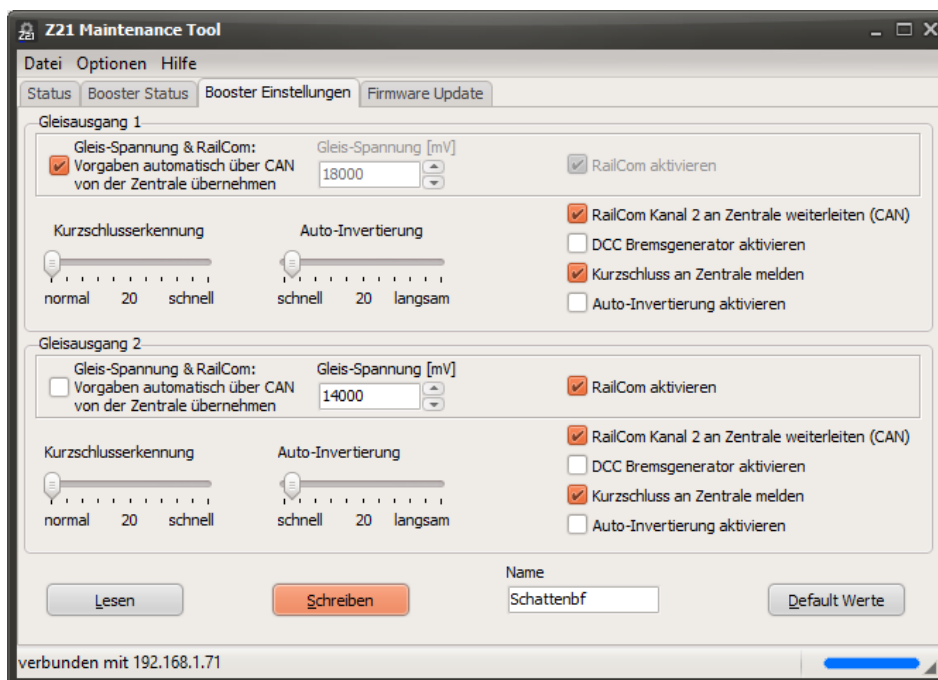 Z21 Maintenance Tool
Datei Optionen Hilfe
Status Booster Status Booster Einstellungen Firmware Update
Gleisausgang 1
Gleis-Spannung & RailCom:
Vorgaben automatisch über CAN
von der Zentrale übernehmen
Gleis-Spannung [mV]
18000
RailCom aktivieren
Kurzschlusserkennung
normal 20 schnell
Auto-Invertierung
schnell 20 langsam
RailCom Kanal 2 an Zentrale weiterleiten (CAN)
DCC Bremsgenerator aktivieren
Kurzschluss an Zentrale melden
Auto-Invertierung aktivieren
Gleisausgang 2
Gleis-Spannung & RailCom:
Vorgaben automatisch über CAN
von der Zentrale übernehmen
Gleis-Spannung [mV]
14000
RailCom aktivieren
Kurzschlusserkennung
normal 20 schnell
Auto-Invertierung
schnell 20 langsam
RailCom Kanal 2 an Zentrale weiterleiten (CAN)
DCC Bremsgenerator aktivieren
Kurzschluss an Zentrale melden
Auto-Invertierung aktivieren
Lesen
Schreiben
Name
Schattenbf
Default Werte
verbunden mit 192.168.1.71